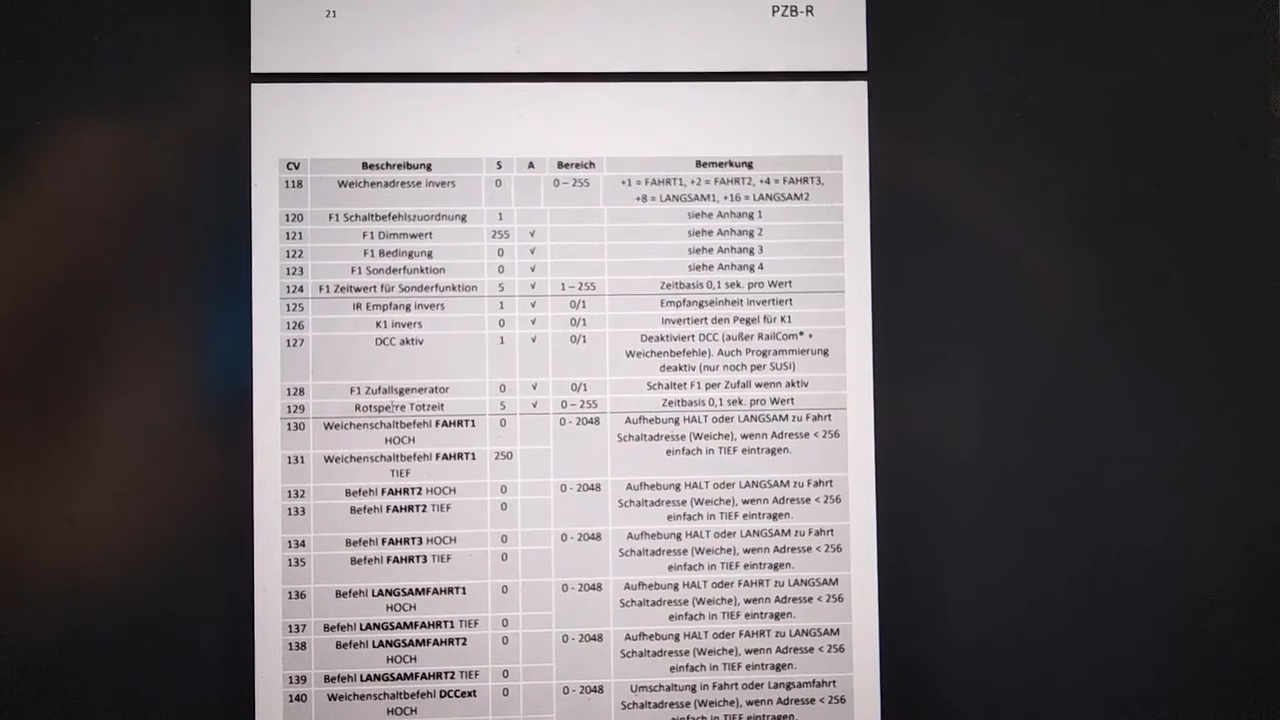 21 PZB-R
CV Beschreibung S A Bereich Bemerkung
118 Weichenadresse invers 0 0 – 255 +1 = FAHRT1, +2 = FAHRT2, +4 = FAHRT3,
+8 = LANGSAM1, +16 = LANGSAM2
120 F1 Schaltbefehlszuordnung 1 siehe Anhang 1
121 F1 Dimmwert 255 √ siehe Anhang 2
122 F1 Bedingung 0 √ siehe Anhang 3
123 F1 Sonderfunktion 0 √ siehe Anhang 4
124 F1 Zeitwert für Sonderfunktion 5 √ 1 – 255 Zeitbasis 0,1 sek. pro Wert
125 IR Empfang invers 1 √ 0/1 Empfangseinheit invertiert
126 K1 invers 0 √ 0/1 Invertiert den Pegel für K1
127 DCC aktiv 1 √ 0/1 Deaktiviert DCC (außer RailCom® +
Weichenbefehle). Auch Programmierung
deaktiv (nur noch per SUSI)
128 F1 Zufallsgenerator 0 √ 0/1 Schaltet F1 per Zufall wenn aktiv
129 Rotsperre Totzeit 5 √ 0 – 255 Zeitbasis 0,1 sek. pro Wert
130 Weichenschaltbefehl FAHRT1 0 0 - 2048 Aufhebung HALT oder LANGSAM zu Fahrt
HOCH Schaltadresse (Weiche), wenn Adresse < 256
131 Weichenschaltbefehl FAHRT1 250 einfach in TIEF eintragen.
TIEF
132 Befehl FAHRT2 HOCH 0 0 - 2048 Aufhebung HALT oder LANGSAM zu Fahrt
133 Befehl FAHRT2 TIEF 0 Schaltadresse (Weiche), wenn Adresse < 256
einfach in TIEF eintragen.
134 Befehl FAHRT3 HOCH 0 0 - 2048 Aufhebung HALT oder LANGSAM zu Fahrt
135 Befehl FAHRT3 TIEF 0 Schaltadresse (Weiche), wenn Adresse < 256
einfach in TIEF eintragen.
136 Befehl LANGSAMFAHRT1 0 0 - 2048 Aufhebung HALT oder FAHRT zu LANGSAM
HOCH Schaltadresse (Weiche), wenn Adresse < 256
137 Befehl LANGSAMFAHRT1 TIEF 0 einfach in TIEF eintragen.
138 Befehl LANGSAMFAHRT2 0 0 - 2048 Aufhebung HALT oder FAHRT zu LANGSAM
HOCH Schaltadresse (Weiche), wenn Adresse < 256
139 Befehl LANGSAMFAHRT2 TIEF 0 einfach in TIEF eintragen.
140 Weichenschaltbefehl DCCext 0 0 - 2048 Umschaltung in Fahrt oder Langsamfahrt
HOCH Schaltadresse (Weiche), wenn Adresse < 256
einfach in TIEF eintragen.